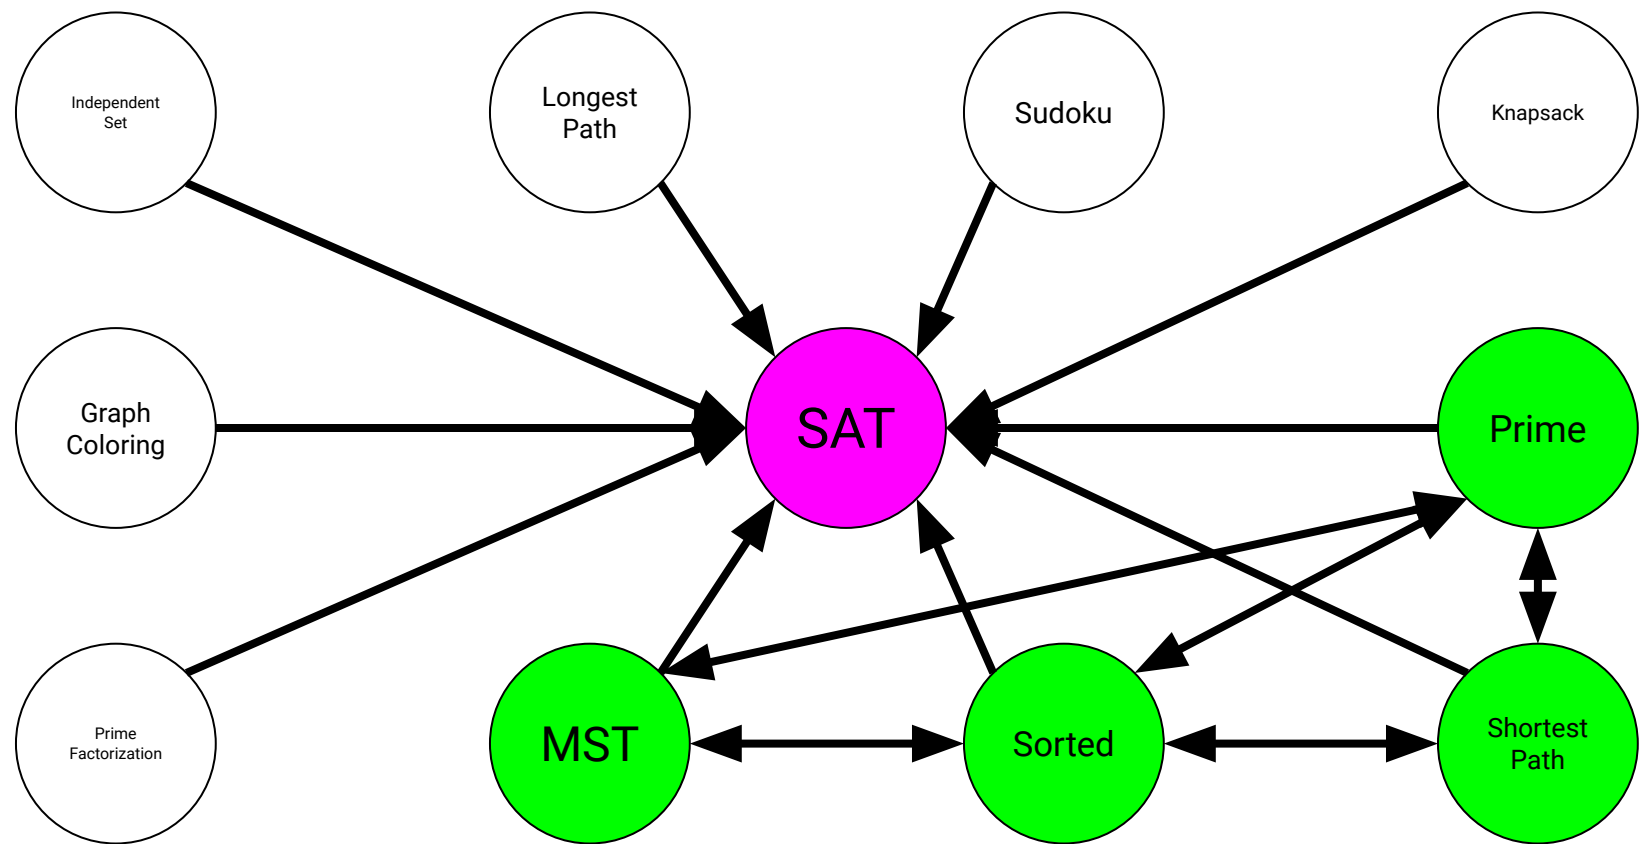 Independent
Set
Longest
Path
Sudoku
Knapsack
Graph
Coloring
SAT
Prime
Prime
Factorization
MST
Sorted
Shortest
Path